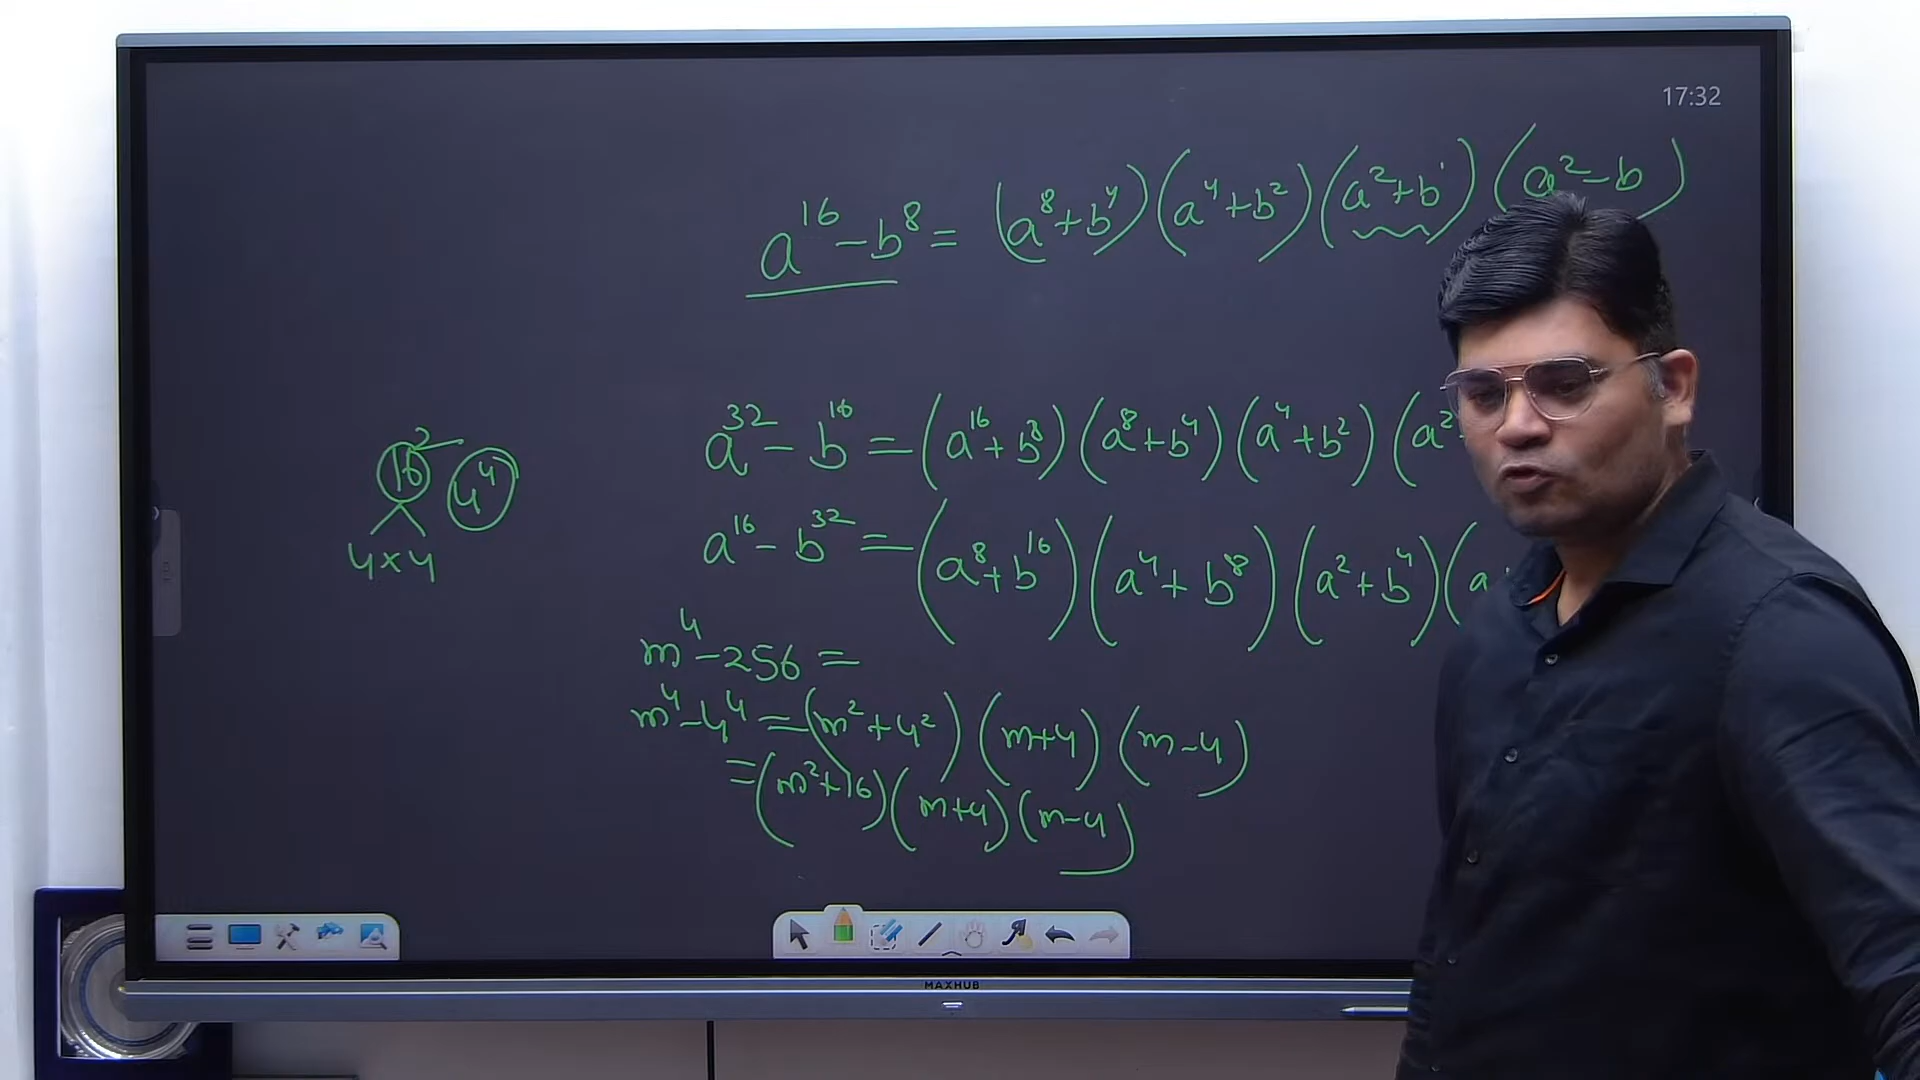 17:32
a¹⁶ - b⁸ = (a⁸ + b⁴) (a⁴ + b²) (a² + b¹) (a² - b)
a³² - b¹⁶ = (a¹⁶ + b⁸) (a⁸ + b⁴) (a⁴ + b²) (a²
16² 4⁴
4 × 4
a¹⁶ - b³² = (a⁸ + b¹⁶) (a⁴ + b⁸) (a² + b⁴) (a
m⁴ - 256 =
m⁴ - 4⁴ = (m² + 4²) (m + 4) (m - 4)
= (m² + 16) (m + 4) (m - 4)
MAXHUB